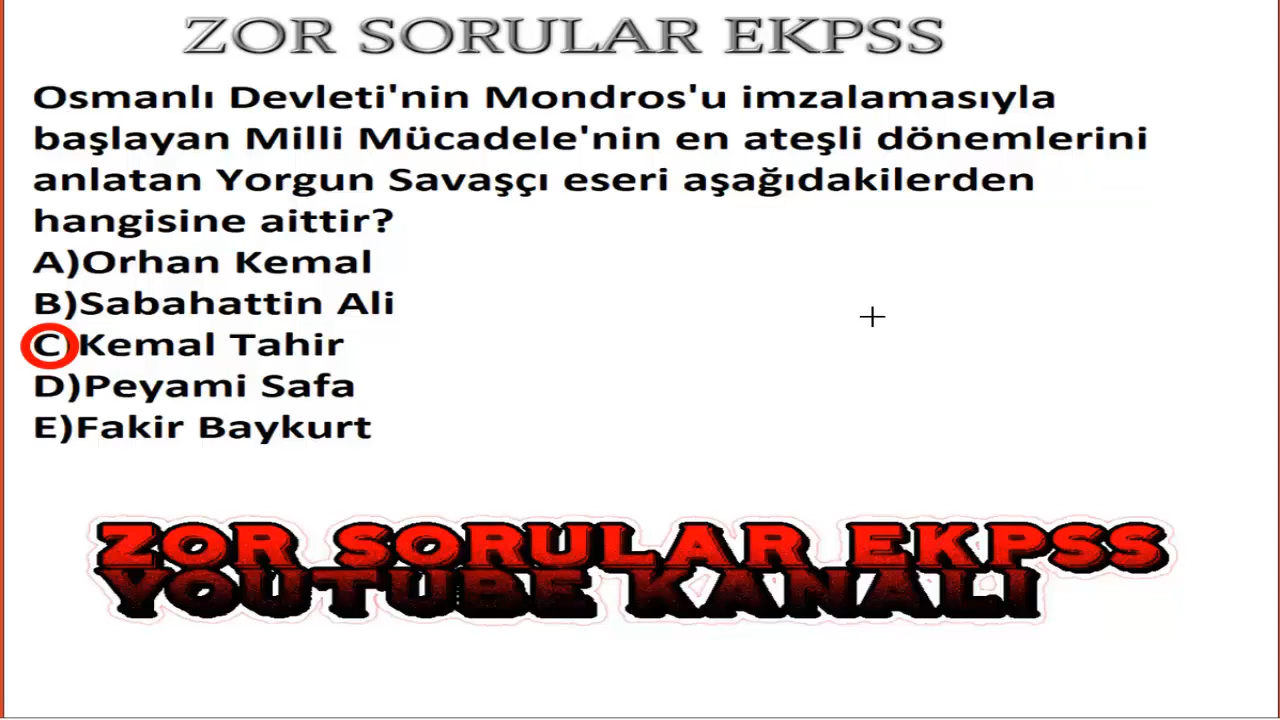 ZOR SORULAR EKPSS
Osmanlı Devleti'nin Mondros'u imzalamasıyla
başlayan Milli Mücadele'nin en ateşli dönemlerini
anlatan Yorgun Savaşçı eseri aşağıdakilerden
hangisine aittir?
A)Orhan Kemal
B)Sabahattin Ali
C)Kemal Tahir
D)Peyami Safa
E)Fakir Baykurt
ZOR SORULAR EKPSS
YOUTUBE KANALI